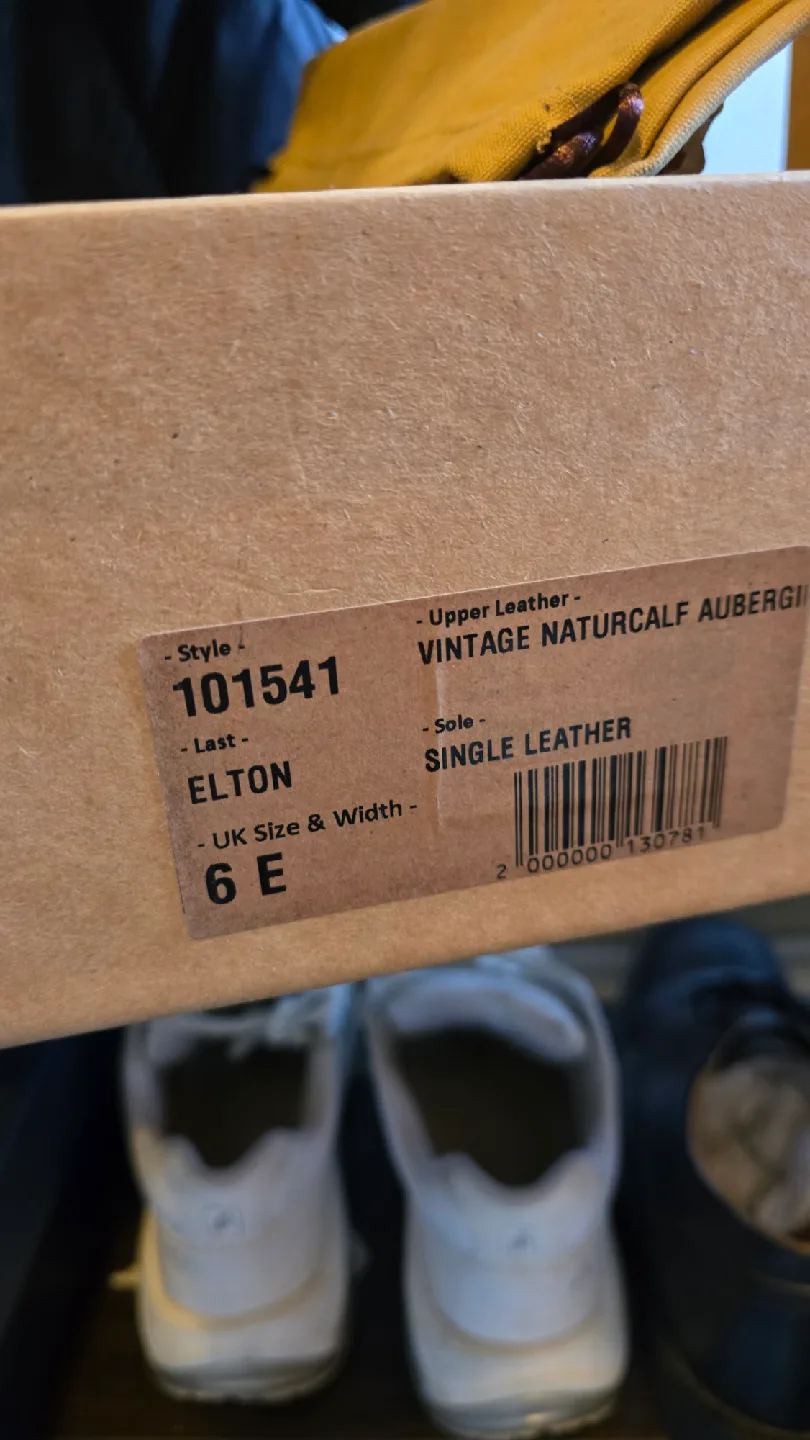 - Style -
101541
- Last -
ELTON
- UK Size & Width -
6 E
- Upper Leather -
VINTAGE NATURCALF
- Sole -
SINGLE LEATHER
2 000000 130781